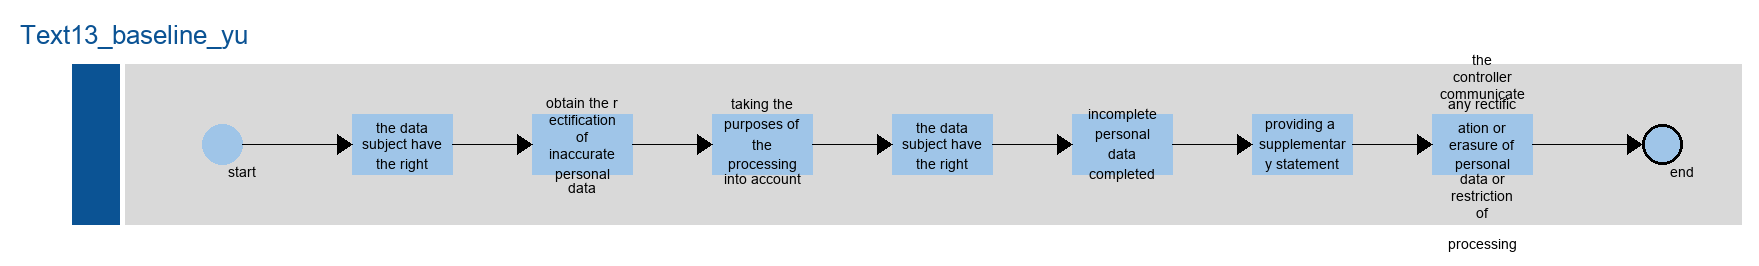 Text13_baseline_yu
start
the data
subject have
the right
obtain the r
ectification
of
inaccurate
personal
data
taking the
purposes of
the
processing
into account
the data
subject have
the right
incomplete
personal
data
completed
providing a
supplementar
y statement
the
controller
communicate
any rectific
ation or
erasure of
personal
data or
restriction
of
processing
end